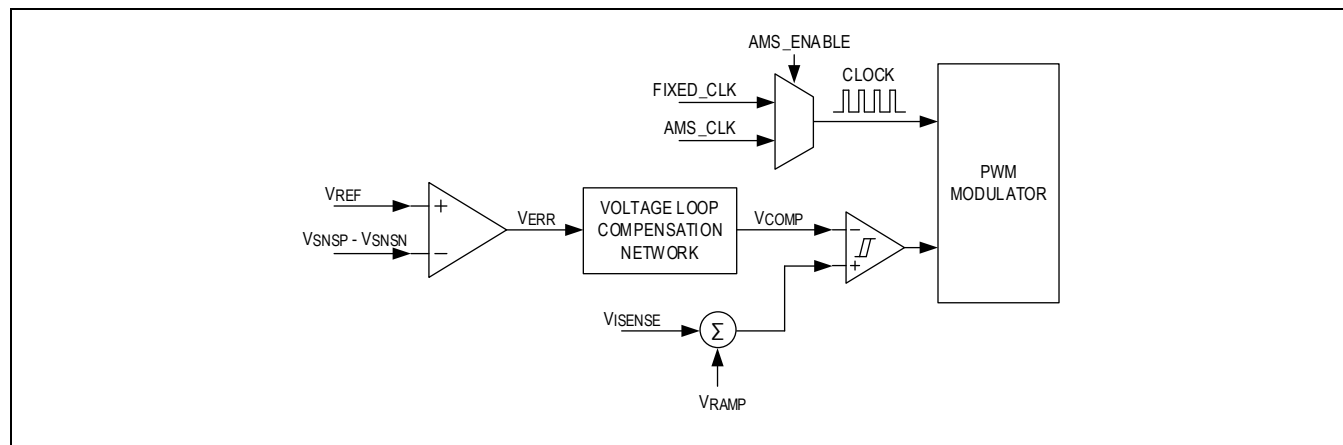 AMS_ENABLE
FIXED_CLK
CLOCK
AMS_CLK
PWM
MODULATOR
VREF
+
VERR
VOLTAGE LOOP
COMPENSATION
NETWORK
VCOMP
−
VSNSP - VSNSN
−
+
VISENSE
Σ
VRAMP